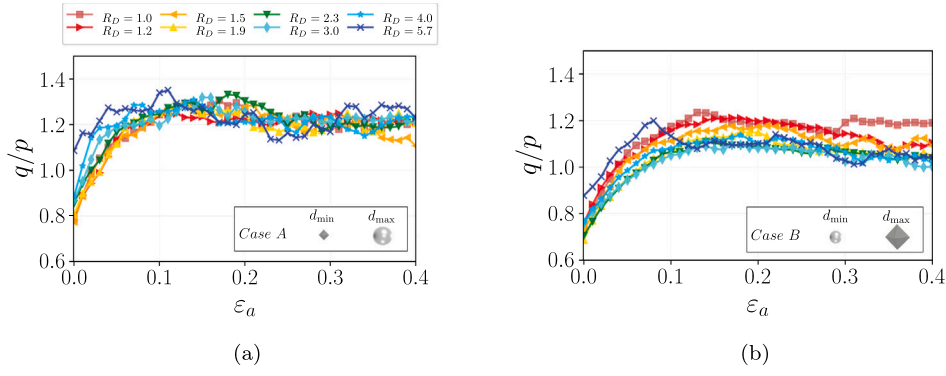 R_D = 1.0 R_D = 1.5 R_D = 2.3 R_D = 4.0
R_D = 1.2 R_D = 1.9 R_D = 3.0 R_D = 5.7
1.4
1.2
1.0
0.8
0.6
q/p
d_min d_max
Case A
0.0 0.1 0.2 0.3 0.4
ε_a
(a)
1.4
1.2
1.0
0.8
0.6
q/p
d_min d_max
Case B
0.0 0.1 0.2 0.3 0.4
ε_a
(b)